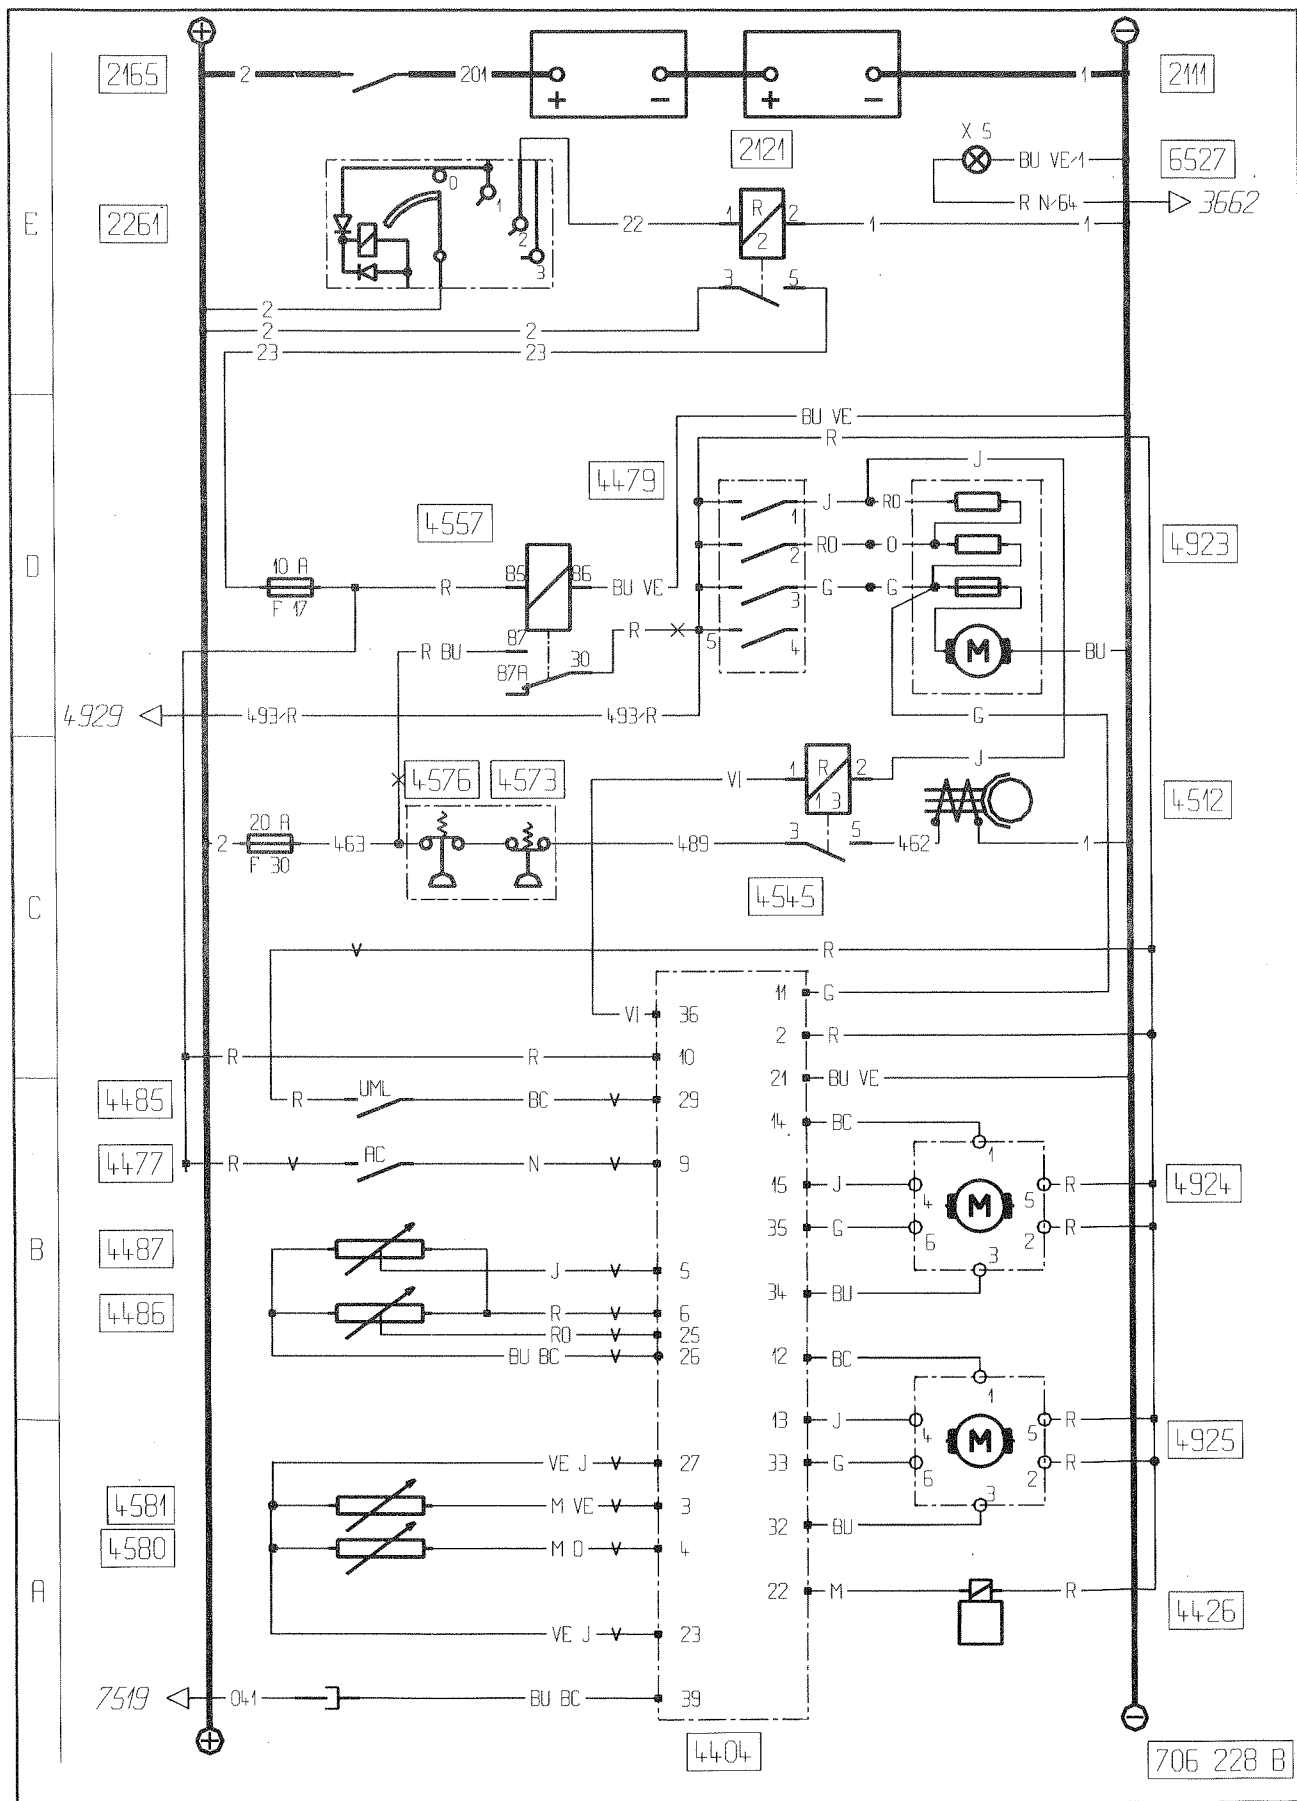 + −
2165 2 201 + − + − 1 2111
2121 X 5 BU VE/1 6527
R N/64 3662
E 2261 0 1 2 3 22 1 R 2 2 1 1
3 5
2
2 2
23 23
BU VE
R
4479 J
4557 1 J RO
10 A 85 86 2 RO O 4923
D F 17 R BU VE 3 G G
87 R 5 4 M BU
R BU 87A 30
4929 493/R 493/R G
J
4576 4573 VI 1 R 2 13
20 A 4512
2 F 30 463 489 3 5 462 1
C 4545
V R
11 G
VI 36
2 R
R R 10
21 BU VE
4485 R UML BC V 29
14 BC 1
4477 R V AC N V 9
15 J 4 M 5 R 4924
35 G 6 2 R
B 4487 J V 5 3
34 BU
4486 R V 6
RO V 25
BU BC V 26 12 BC
1
13 J 4 M 5 R 4925
VE J V 27 33 G 6 2 R
4581 M VE V 3 3
32 BU
4580 M O V 4
A 22 M R 4426
VE J V 23
7519 041 BU BC 39
+ −
4404
706 228 B